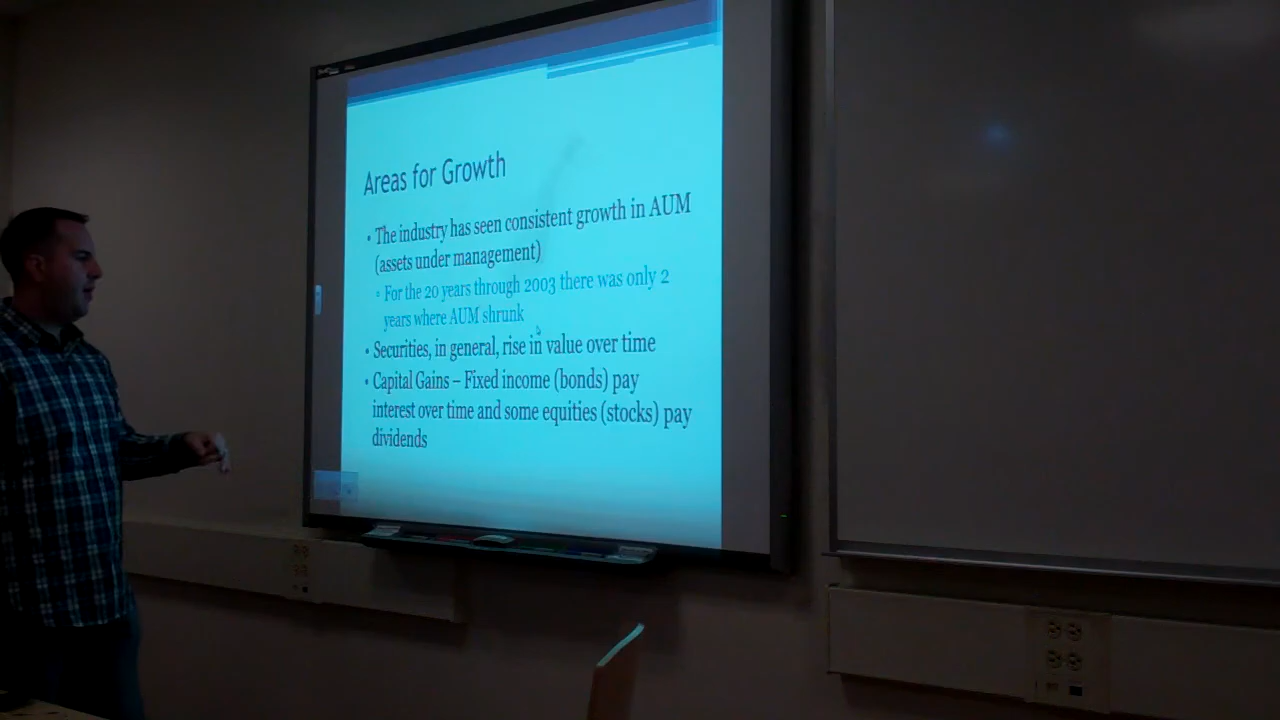 Areas for Growth
• The industry has seen consistent growth in AUM
(assets under management)
▫ For the 20 years through 2003 there was only 2
years where AUM shrunk
• Securities, in general, rise in value over time
• Capital Gains – Fixed income (bonds) pay
interest over time and some equities (stocks) pay
dividends